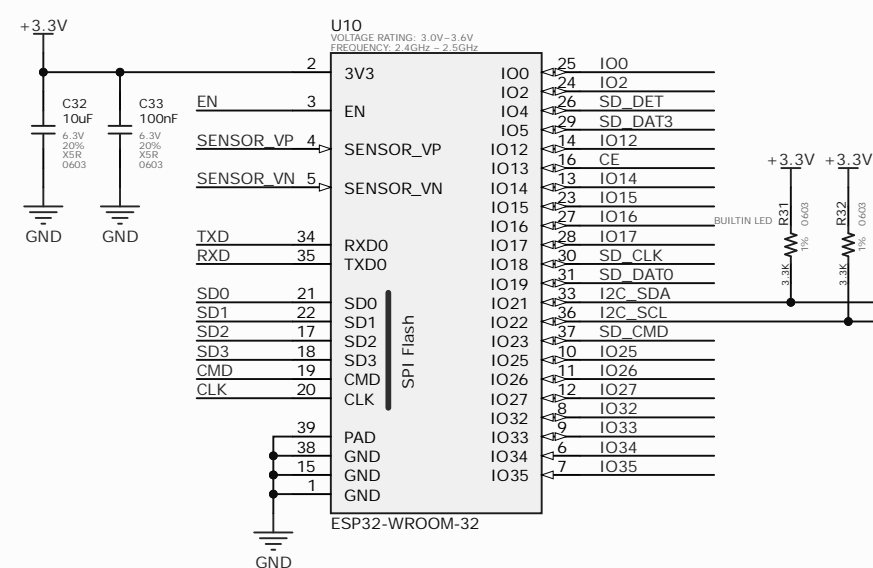 +3.3V
U10
VOLTAGE RATING: 3.0V~3.6V
FREQUENCY: 2.4GHz ~ 2.5GHz
C32
10uF
6.3V
20%
X5R
0603
GND
C33
100nF
6.3V
20%
X5R
0603
GND
2 3V3
EN 3 EN
SENSOR_VP 4 SENSOR_VP
SENSOR_VN 5 SENSOR_VN
TXD 34 RXD0
RXD 35 TXD0
SD0 21 SD0
SD1 22 SD1
SD2 17 SD2
SD3 18 SD3
CMD 19 CMD
CLK 20 CLK
SPI Flash
39 PAD
38 GND
15 GND
1 GND
GND
IO0 25 IO0
IO2 24 IO2
IO4 26 SD_DET
IO5 29 SD_DAT3
IO12 14 IO12
IO13 16 CE
IO14 13 IO14
IO15 23 IO15
IO16 27 IO16
IO17 28 IO17
IO18 30 SD_CLK
IO19 31 SD_DAT0
IO21 33 I2C_SDA
IO22 36 I2C_SCL
IO23 37 SD_CMD
IO25 10 IO25
IO26 11 IO26
IO27 12 IO27
IO32 8 IO32
IO33 9 IO33
IO34 6 IO34
IO35 7 IO35
ESP32-WROOM-32
BUILTIN LED
+3.3V
R31
0603
1%
3.3K
+3.3V
R32
0603
1%
3.3K